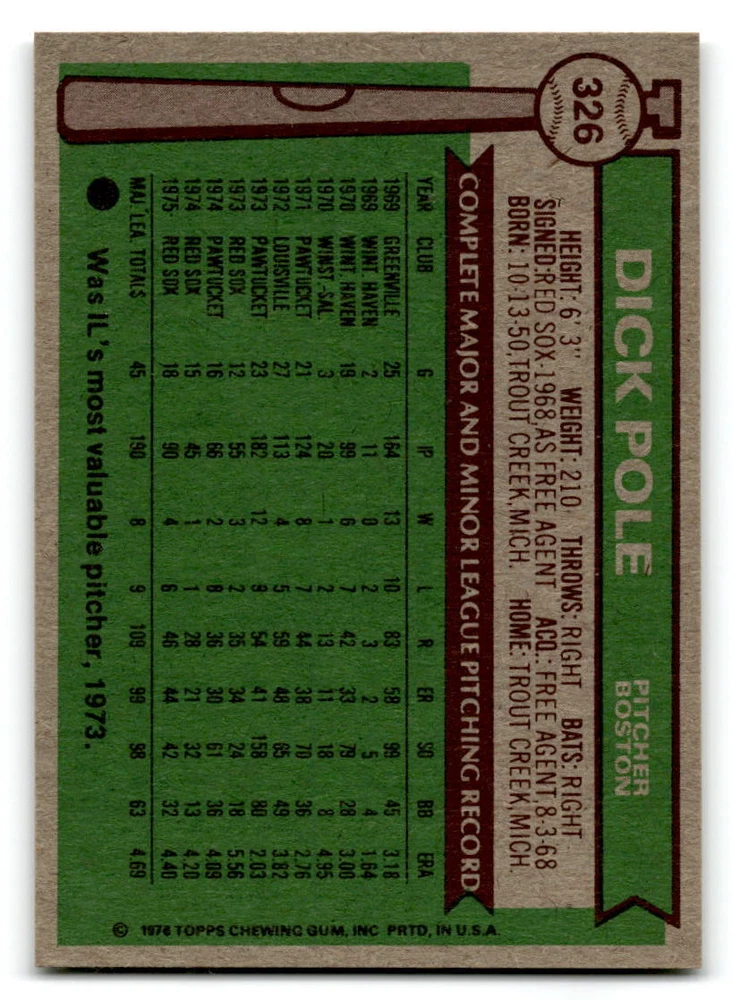 326
DICK POLE
PITCHER
BOSTON
HEIGHT: 6' 3" WEIGHT: 210 THROWS: RIGHT BATS: RIGHT
SIGNED: RED SOX-1968, AS FREE AGENT ACQ.: FREE AGENT, 8-3-68
BORN: 10-13-50, TROUT CREEK, MICH. HOME: TROUT CREEK, MICH.
COMPLETE MAJOR AND MINOR LEAGUE PITCHING RECORD
YEAR CLUB G IP W L R ER SO BB ERA
1969 GREENVILLE 25 164 13 10 83 58 99 45 3.18
1969 WINT. HAVEN 2 11 0 2 3 2 5 4 1.64
1970 WINT. HAVEN 19 99 6 7 42 33 79 28 3.00
1970 WINST.-SAL. 3 20 1 2 13 11 18 8 4.95
1971 PAWTUCKET 21 124 8 7 44 38 70 36 2.76
1972 LOUISVILLE 27 113 4 5 59 48 85 49 3.82
1973 PAWTUCKET 23 182 12 9 54 41 158 80 2.03
1973 RED SOX 12 55 3 2 35 34 24 18 5.56
1974 PAWTUCKET 16 66 2 8 36 30 61 36 4.09
1974 RED SOX 15 45 1 1 28 21 32 13 4.20
1975 RED SOX 18 90 4 6 46 44 42 32 4.40
MAJ. LEA. TOTALS 45 190 8 9 109 99 98 63 4.69
Was IL's most valuable pitcher, 1973.
© 1976 TOPPS CHEWING GUM, INC PRTD, IN U.S.A.